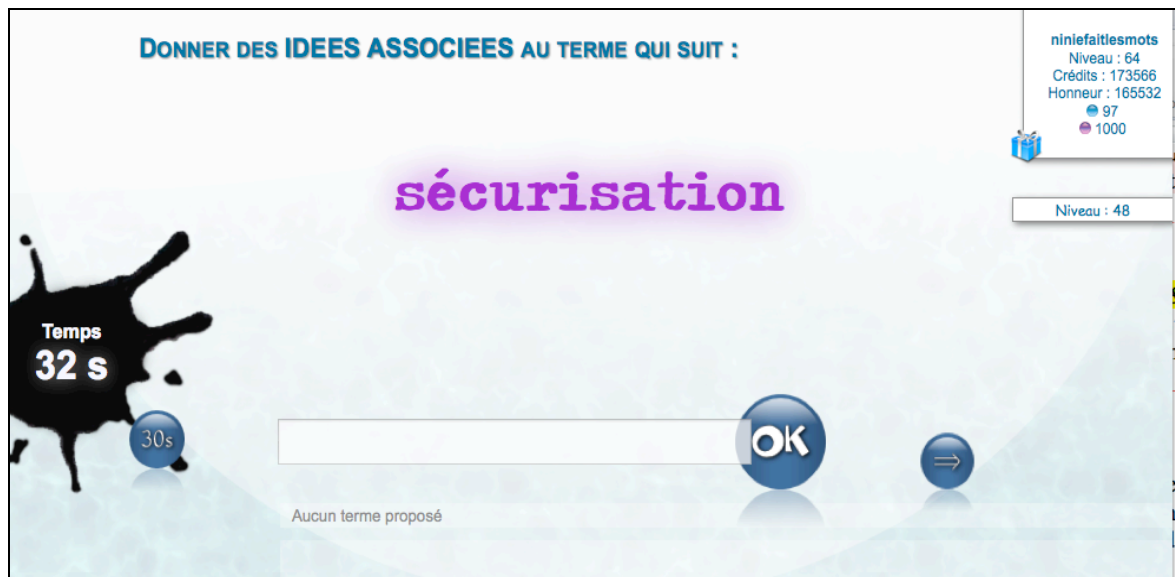 DONNER DES IDEES ASSOCIEES AU TERME QUI SUIT :
niniefaitlesmots
Niveau : 64
Crédits : 173566
Honneur : 165532
97
1000
sécurisation
Niveau : 48
Temps
32 s
30s
OK
⇒
Aucun terme proposé